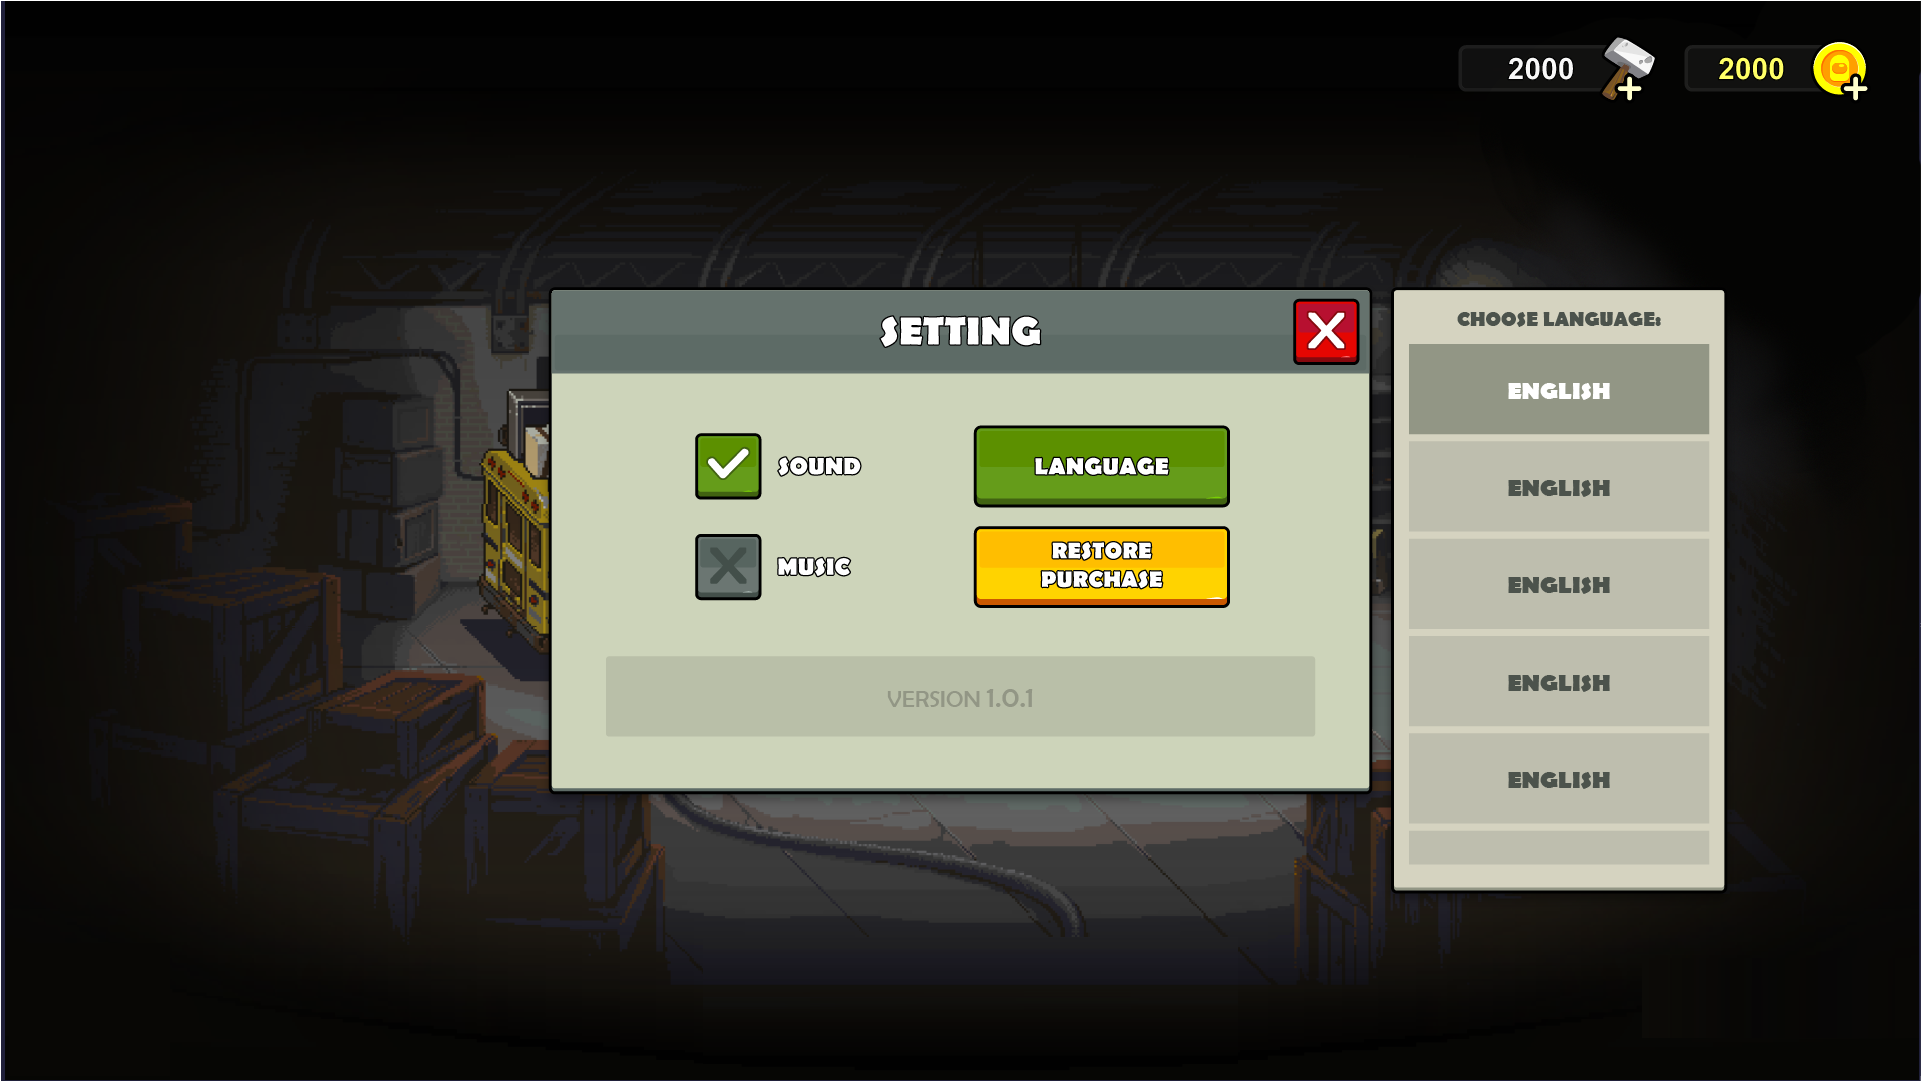 2000
2000
SETTING
CHOOSE LANGUAGE:
ENGLISH
SOUND
LANGUAGE
ENGLISH
MUSIC
RESTORE
PURCHASE
ENGLISH
VERSION 1.0.1
ENGLISH
ENGLISH